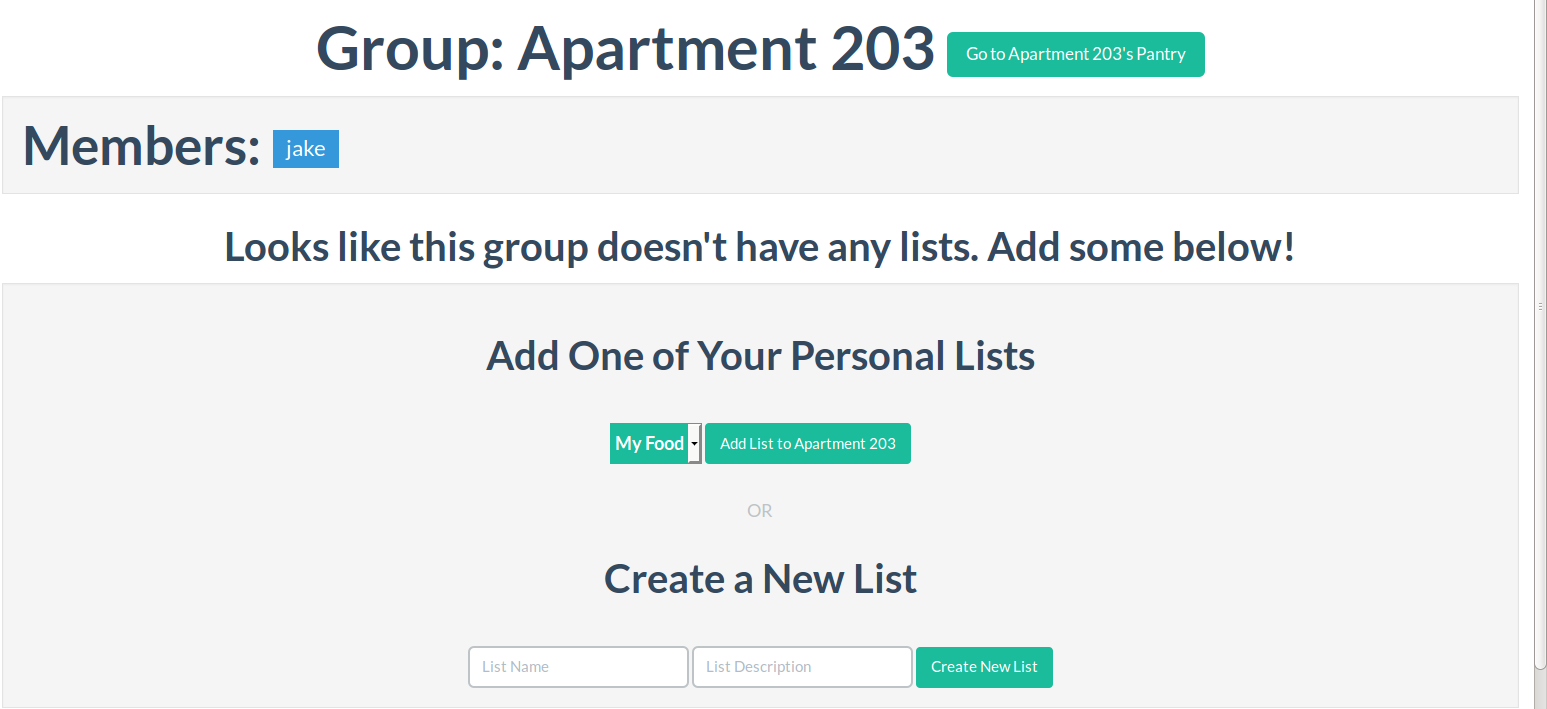 Group: Apartment 203 Go to Apartment 203's Pantry
Members: jake
Looks like this group doesn't have any lists. Add some below!
Add One of Your Personal Lists
My Food Add List to Apartment 203
OR
Create a New List
List Name List Description Create New List